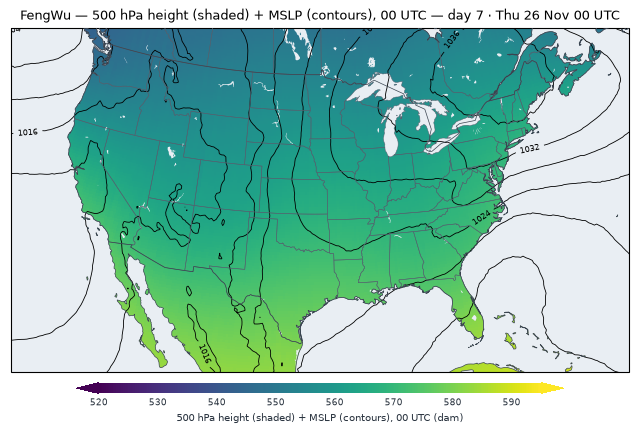 FengWu — 500 hPa height (shaded) + MSLP (contours), 00 UTC — day 7 · Thu 26 Nov 00 UTC
1036
1016
1032
1024
1016
520 530 540 550 560 570 580 590
500 hPa height (shaded) + MSLP (contours), 00 UTC (dam)